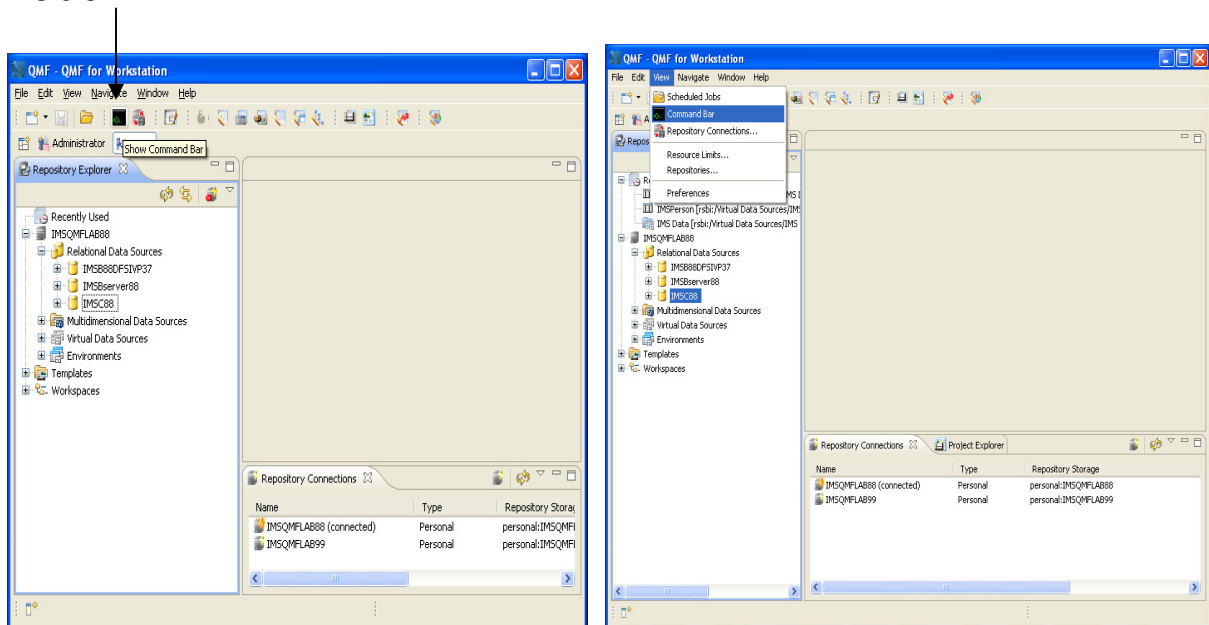 QMF - QMF for Workstation
File Edit View Navigate Window Help
Administrator
Show Command Bar
Repository Explorer
Recently Used
IMSQMFLAB88
Relational Data Sources
IMSB88DFSIVP37
IMSBserver88
IMSC88
Multidimensional Data Sources
Virtual Data Sources
Environments
Templates
Workspaces
Repository Connections
Name Type Repository Storag
IMSQMFLAB88 (connected) Personal personal:IMSQMFl
IMSQMFLAB99 Personal personal:IMSQMFl
QMF - QMF for Workstation
File Edit View Navigate Window Help
Scheduled Jobs
Command Bar
Repository Connections...
Resource Limits...
Repositories...
Preferences
A
Repos
R
MS D
IMSPerson [rsbi:/Virtual Data Sources/IMS
IMS Data [rsbi:/Virtual Data Sources/IMS
IMSQMFLAB88
Relational Data Sources
IMSB88DFSIVP37
IMSBserver88
IMSC88
Multidimensional Data Sources
Virtual Data Sources
Environments
Templates
Workspaces
Repository Connections Project Explorer
Name Type Repository Storage
IMSQMFLAB88 (connected) Personal personal:IMSQMFLAB88
IMSQMFLAB99 Personal personal:IMSQMFLAB99